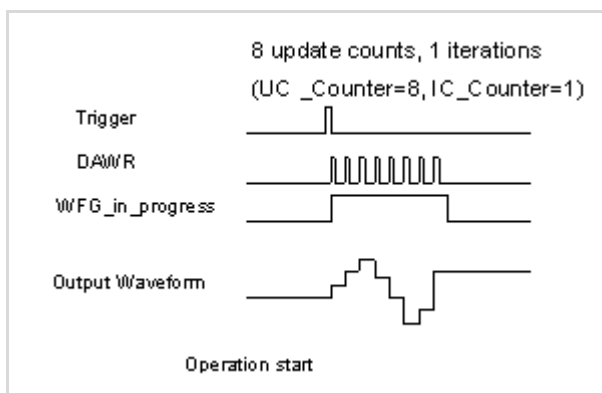 8 update counts, 1 iterations
(UC _Counter=8, IC_Counter=1)
Trigger
DAWR
WFG_in_progress
Output Waveform
Operation start